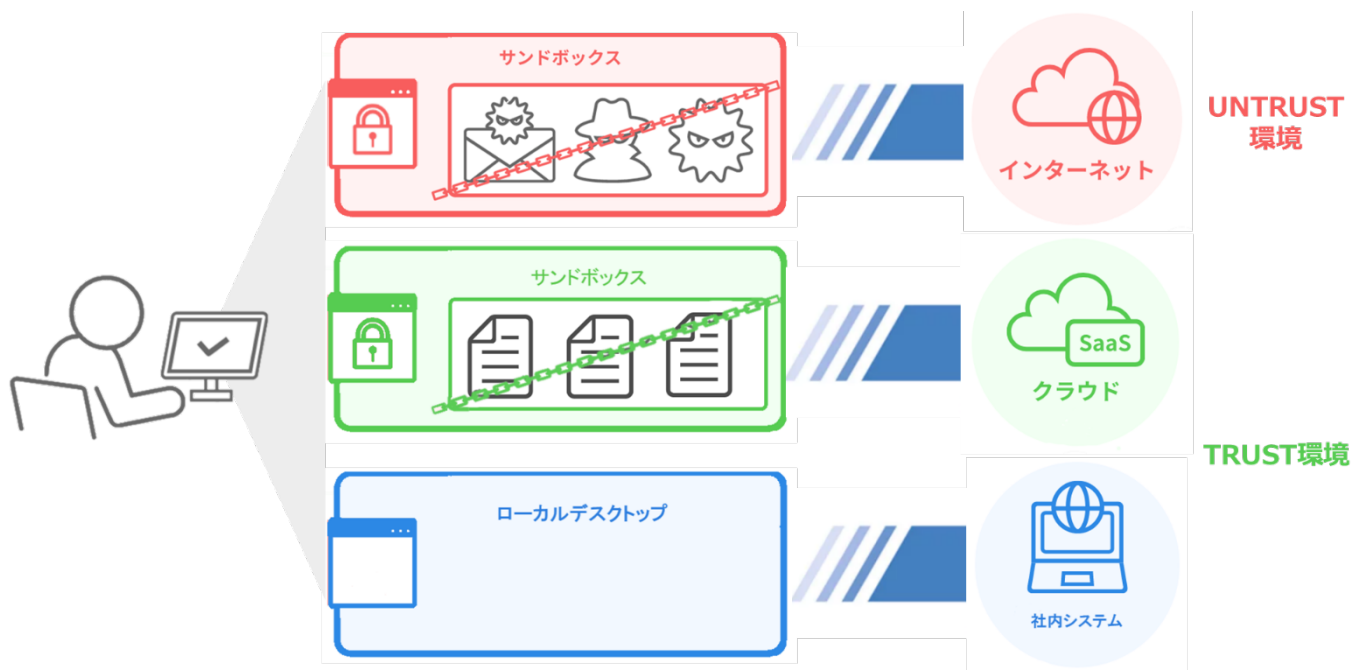 サンドボックス
インターネット
UNTRUST
環境
サンドボックス
SaaS
クラウド
TRUST環境
ローカルデスクトップ
社内システム